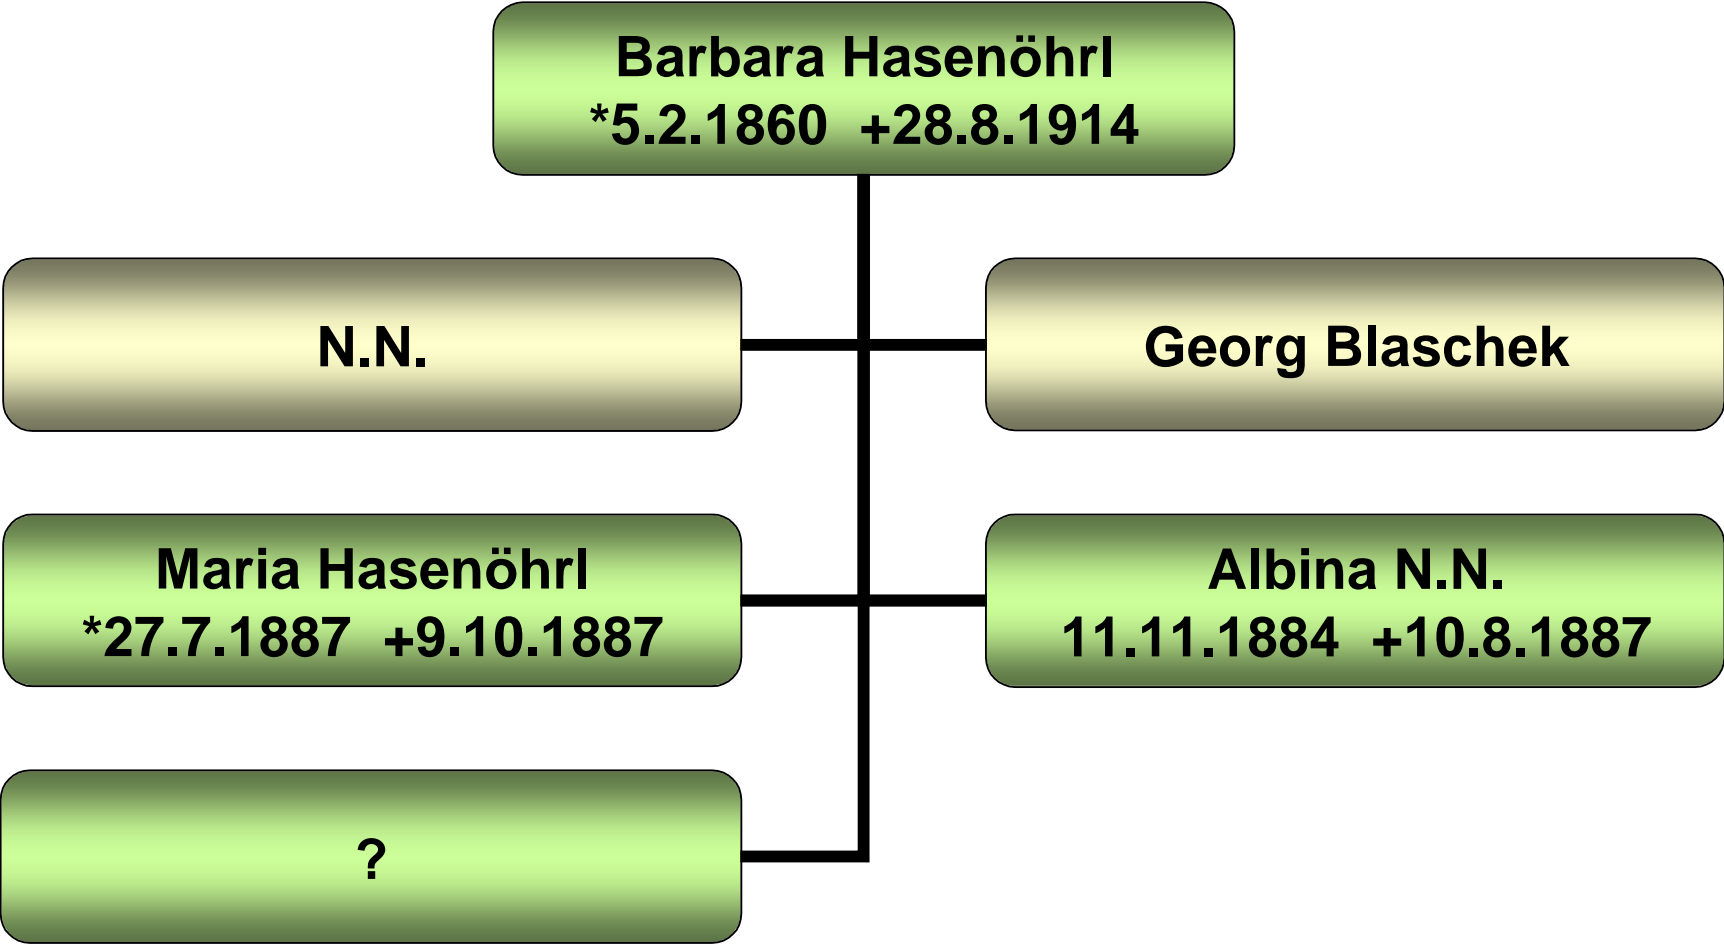 Barbara Hasenöhrl
*5.2.1860 +28.8.1914
N.N.
Georg Blaschek
Maria Hasenöhrl
*27.7.1887 +9.10.1887
Albina N.N.
11.11.1884 +10.8.1887
?